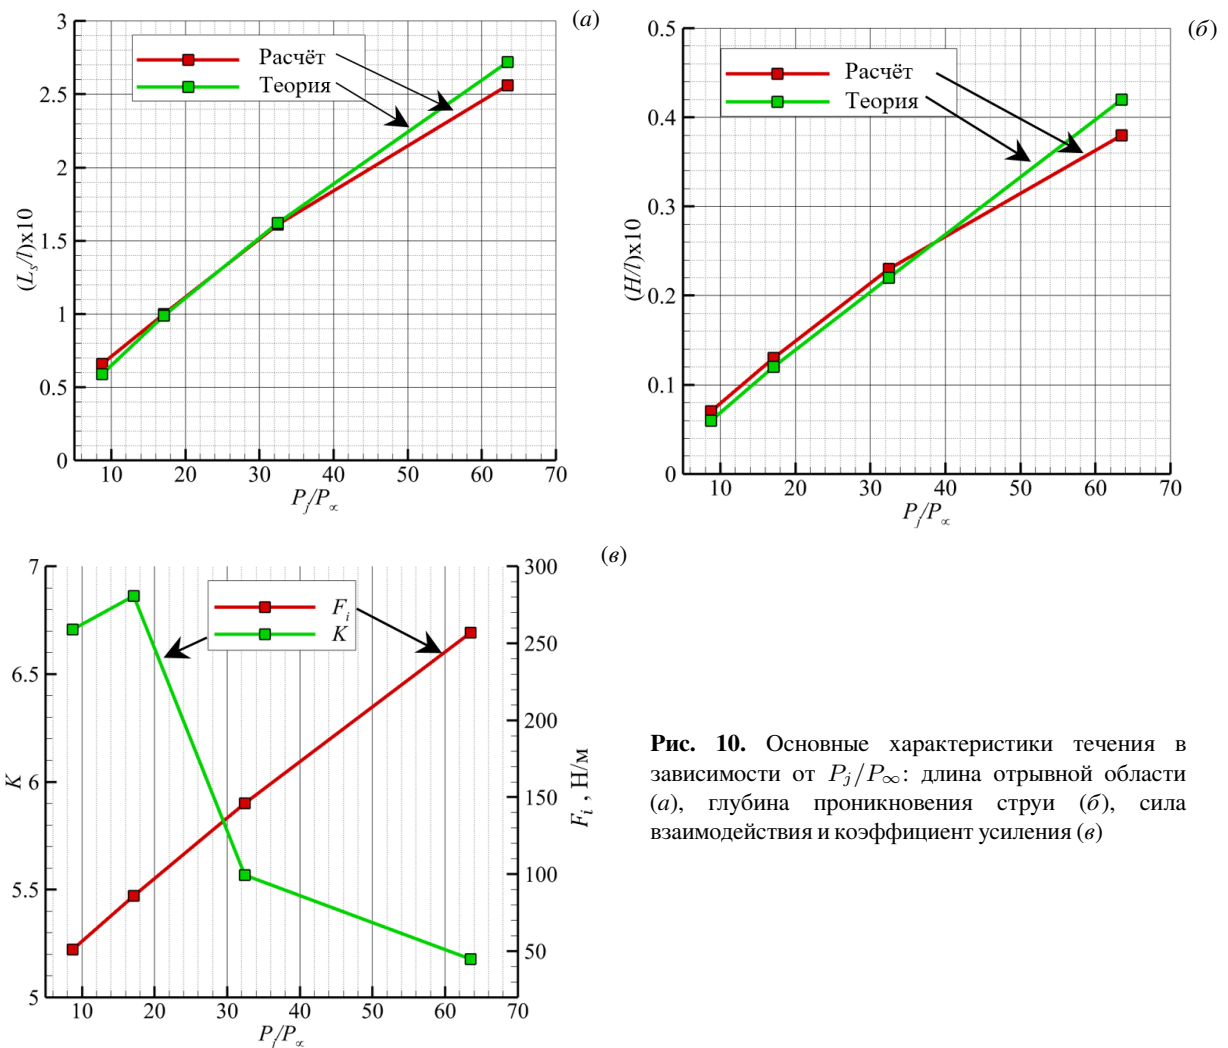 (а)
3
2.5
2
1.5
1
0.5
0
(Lₛ/l)x10
Расчёт
Теория
10 20 30 40 50 60 70
Pⱼ/P∞
(б)
0.5
0.4
0.3
0.2
0.1
0
(H/l)x10
Расчёт
Теория
10 20 30 40 50 60 70
Pⱼ/P∞
(в)
7
6.5
6
5.5
5
K
Fᵢ
K
300
250
200
150
100
50
Fᵢ , Н/м
10 20 30 40 50 60 70
Pⱼ/P∞
Рис. 10. Основные характеристики течения в
зависимости от Pⱼ/P∞: длина отрывной области
(а), глубина проникновения струи (б), сила
взаимодействия и коэффициент усиления (в)